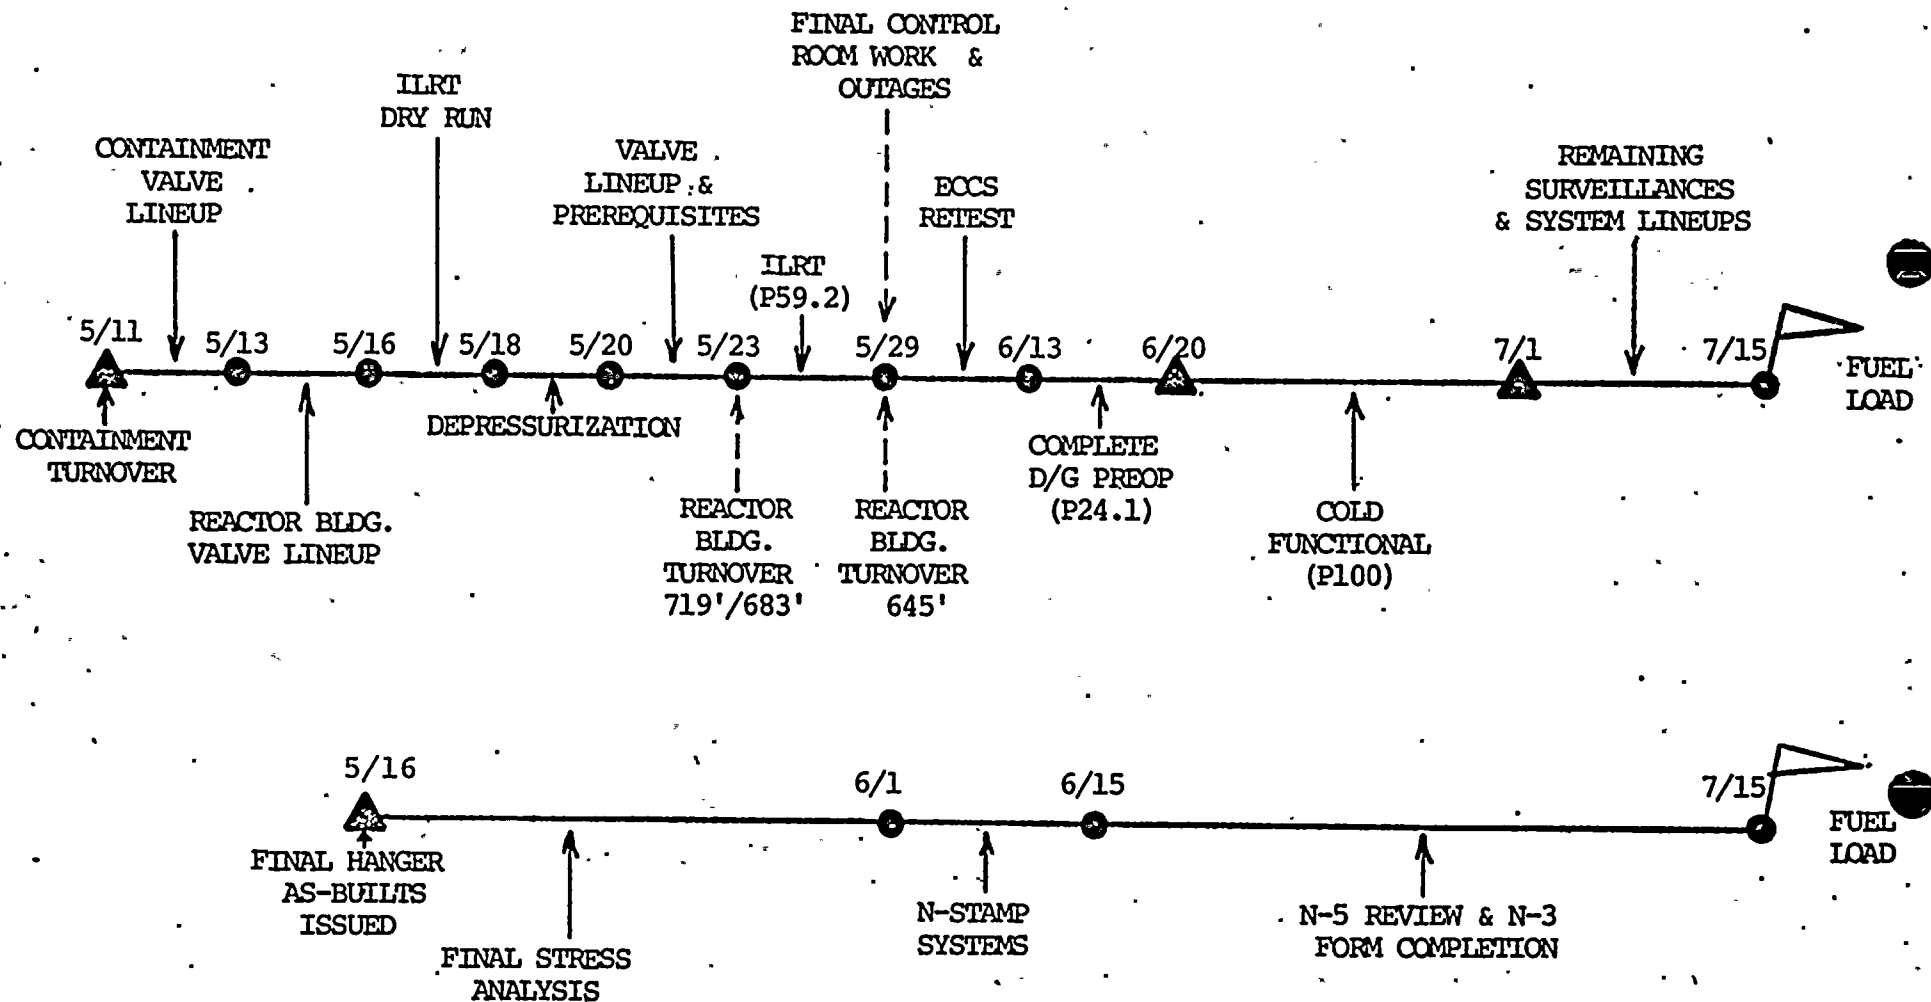 FINAL CONTROL
ROOM WORK &
OUTAGES
ILRT
DRY RUN
CONTAINMENT
VALVE
LINEUP
VALVE
LINEUP &
PREREQUISITES
ECCS
RETEST
REMAINING
SURVEILLANCES
& SYSTEM LINEUPS
ILRT
(P59.2)
5/11
5/13
5/16
5/18
5/20
5/23
5/29
6/13
6/20
7/1
7/15
FUEL
LOAD
CONTAINMENT
TURNOVER
DEPRESSURIZATION
REACTOR BLDG.
VALVE LINEUP
REACTOR
BLDG.
TURNOVER
719'/683'
REACTOR
BLDG.
TURNOVER
645'
COMPLETE
D/G PREOP
(P24.1)
COLD
FUNCTIONAL
(P100)
5/16
6/1
6/15
7/15
FUEL
LOAD
FINAL HANGER
AS-BUILTS
ISSUED
FINAL STRESS
ANALYSIS
N-STAMP
SYSTEMS
N-5 REVIEW & N-3
FORM COMPLETION